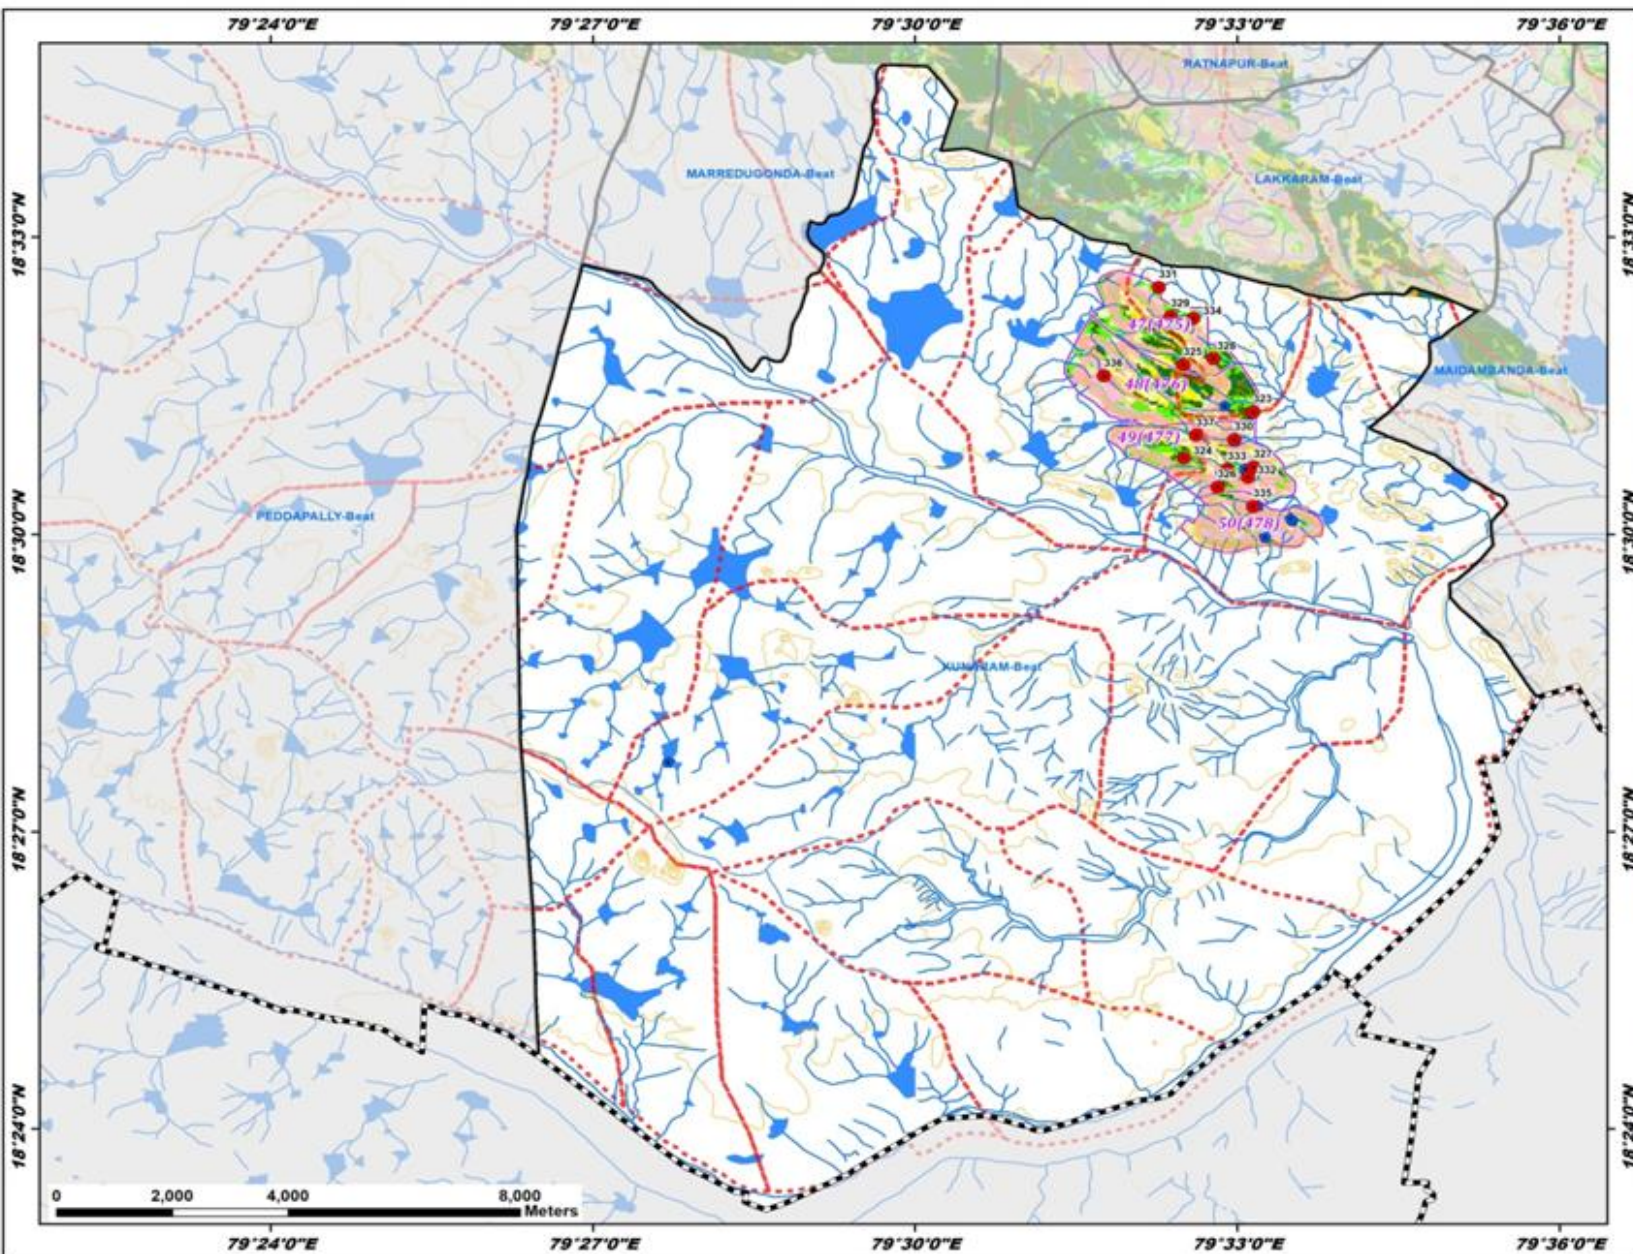 79°24'0"E 79°27'0"E 79°30'0"E 79°33'0"E 79°36'0"E
RATNAPUR-Beat
MARREDUGONDA-Beat
LAKKARAM-Beat
18°33'0"N 18°33'0"N
331
329
334
47(475)
325
328
MAIDAMBANDA-Beat
336
48(476)
323
337
330
49(477)
324
333
327
332
326
335
PEDDAPALLY-Beat
50(478)
18°30'0"N 18°30'0"N
KUNARAM-Beat
18°27'0"N 18°27'0"N
18°24'0"N 18°24'0"N
0 2,000 4,000 8,000
Meters
79°24'0"E 79°27'0"E 79°30'0"E 79°33'0"E 79°36'0"E